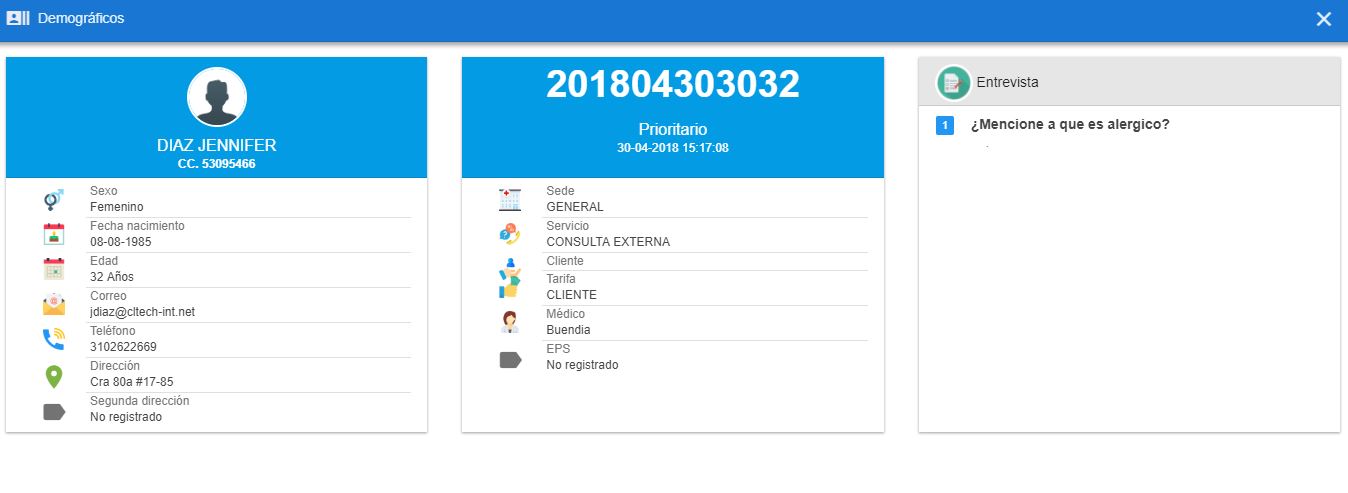 Demográficos
DIAZ JENNIFER
CC. 53095466
Sexo
Femenino
Fecha nacimiento
08-08-1985
Edad
32 Años
Correo
jdiaz@cltech-int.net
Teléfono
3102622669
Dirección
Cra 80a #17-85
Segunda dirección
No registrado
201804303032
Prioritario
30-04-2018 15:17:08
Sede
GENERAL
Servicio
CONSULTA EXTERNA
Cliente
Tarifa
CLIENTE
Médico
Buendia
EPS
No registrado
Entrevista
1 ¿Mencione a que es alergico?
.